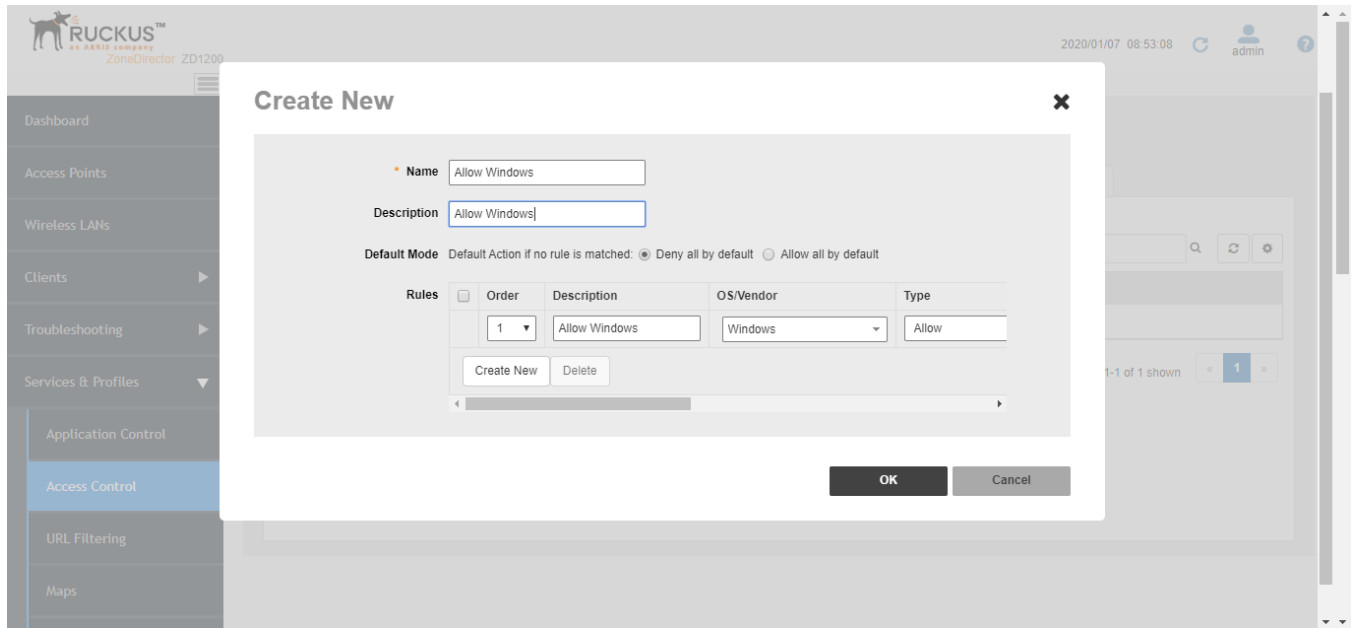 RUCKUS™
an ARRIS company
ZoneDirector ZD1200
2020/01/07 08:53:08
admin
?
Dashboard
Access Points
Wireless LANs
Clients
Troubleshooting
Services & Profiles
Application Control
Access Control
URL Filtering
Maps
Create New
* Name Allow Windows
Description Allow Windows
Default Mode Default Action if no rule is matched: Deny all by default Allow all by default
Rules Order Description OS/Vendor Type
1 Allow Windows Windows Allow
Create New Delete
1-1 of 1 shown « 1 »
OK Cancel